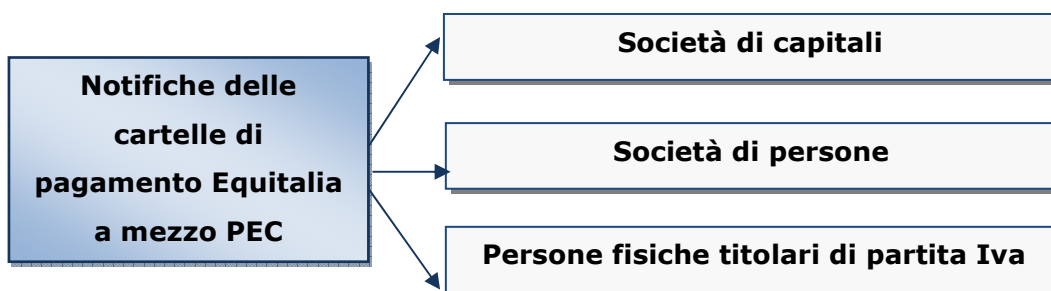 Notifiche delle
cartelle di
pagamento Equitalia
a mezzo PEC
Società di capitali
Società di persone
Persone fisiche titolari di partita Iva